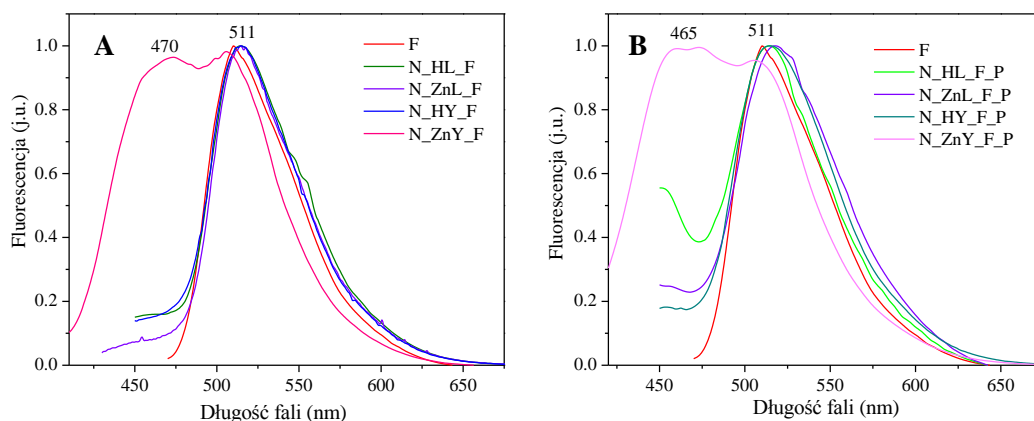 A
470
511
F
N_HL_F
N_ZnL_F
N_HY_F
N_ZnY_F
1.0
0.8
0.6
0.4
0.2
0.0
Fluorescencja (j.u.)
450 500 550 600 650
Długość fali (nm)
B
465
511
F
N_HL_F_P
N_ZnL_F_P
N_HY_F_P
N_ZnY_F_P
1.0
0.8
0.6
0.4
0.2
0.0
Fluorescencja (j.u.)
450 500 550 600 650
Długość fali (nm)